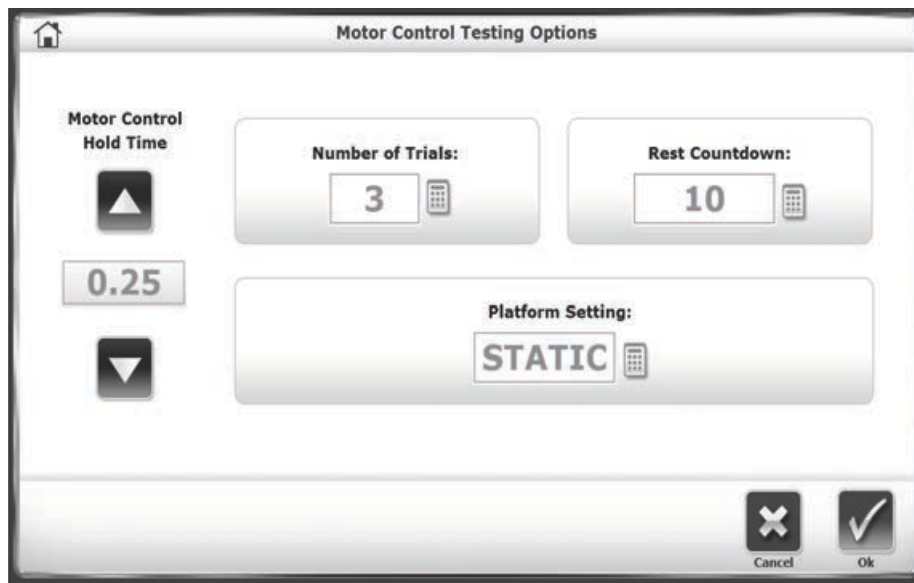 Motor Control Testing Options
Motor Control
Hold Time
0.25
Number of Trials:
3
Rest Countdown:
10
Platform Setting:
STATIC
Cancel
Ok